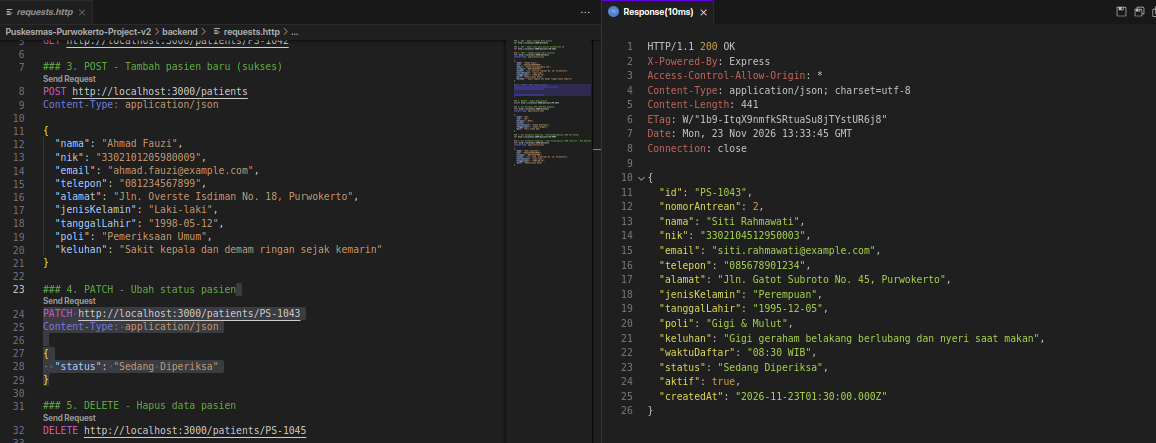 requests.http
Puskesmas-Purwokerto-Project-v2 > backend > requests.http > ...
5 GET http://localhost:3000/patients/PS-1042
6
7 ### 3. POST - Tambah pasien baru (sukses)
Send Request
8 POST http://localhost:3000/patients
9 Content-Type: application/json
10
11 {
12 "nama": "Ahmad Fauzi",
13 "nik": "3302101205980009",
14 "email": "ahmad.fauzi@example.com",
15 "telepon": "081234567899",
16 "alamat": "Jln. Overste Isdiman No. 18, Purwokerto",
17 "jenisKelamin": "Laki-laki",
18 "tanggalLahir": "1998-05-12",
19 "poli": "Pemeriksaan Umum",
20 "keluhan": "Sakit kepala dan demam ringan sejak kemarin"
21 }
22
23 ### 4. PATCH - Ubah status pasien
Send Request
24 PATCH http://localhost:3000/patients/PS-1043
25 Content-Type: application/json
26
27 {
28 "status": "Sedang Diperiksa"
29 }
30
31 ### 5. DELETE - Hapus data pasien
Send Request
32 DELETE http://localhost:3000/patients/PS-1045
33
Response(10ms)
1 HTTP/1.1 200 OK
2 X-Powered-By: Express
3 Access-Control-Allow-Origin: *
4 Content-Type: application/json; charset=utf-8
5 Content-Length: 441
6 ETag: W/"1b9-ItqX9nmfkSRtuaSu8jTYstUR6j8"
7 Date: Mon, 23 Nov 2026 13:33:45 GMT
8 Connection: close
9
10 {
11 "id": "PS-1043",
12 "nomorAntrean": 2,
13 "nama": "Siti Rahmawati",
14 "nik": "3302104512950003",
15 "email": "siti.rahmawati@example.com",
16 "telepon": "085678901234",
17 "alamat": "Jln. Gatot Subroto No. 45, Purwokerto",
18 "jenisKelamin": "Perempuan",
19 "tanggalLahir": "1995-12-05",
20 "poli": "Gigi & Mulut",
21 "keluhan": "Gigi geraham belakang berlubang dan nyeri saat makan",
22 "waktuDaftar": "08:30 WIB",
23 "status": "Sedang Diperiksa",
24 "aktif": true,
25 "createdAt": "2026-11-23T01:30:00.000Z"
26 }